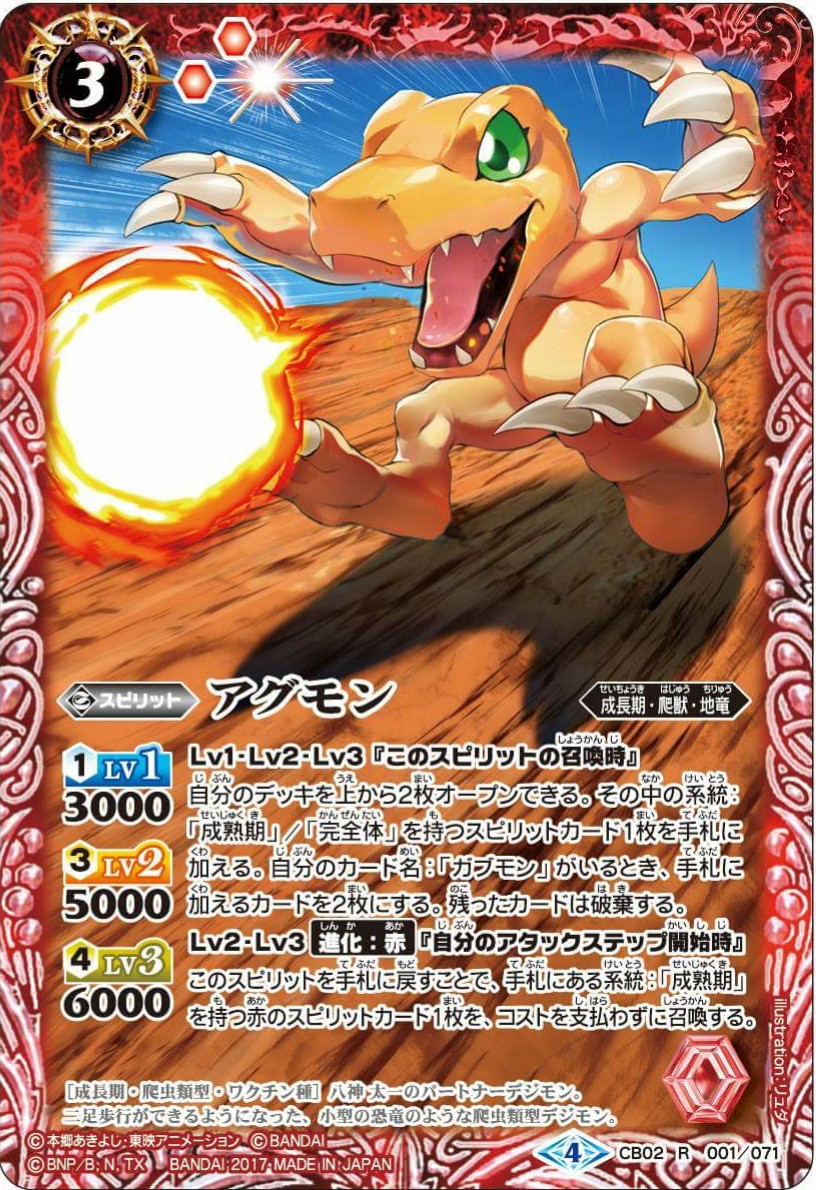 3
スピリット アグモン 成長期・爬獣・地竜
1 LV1 3000
3 LV2 5000
4 LV3 6000
Lv1・Lv2・Lv3『このスピリットの召喚時』
自分のデッキを上から2枚オープンできる。その中の系統：
「成熟期」／「完全体」を持つスピリットカード1枚を手札に
加える。自分のカード名：「ガブモン」がいるとき、手札に
加えるカードを2枚にする。残ったカードは破棄する。
Lv2・Lv3 進化：赤『自分のアタックステップ開始時』
このスピリットを手札に戻すことで、手札にある系統：「成熟期」
を持つ赤のスピリットカード1枚を、コストを支払わずに召喚する。
illustration:リュダ
［成長期・爬虫類型・ワクチン種］八神 太一のパートナーデジモン。
二足歩行ができるようになった、小型の恐竜のような爬虫類型デジモン。
©本郷あきよし・東映アニメーション ©BANDAI
©BNP/B; N, TX BANDAI 2017 MADE IN JAPAN
4 CB02 R 001/071